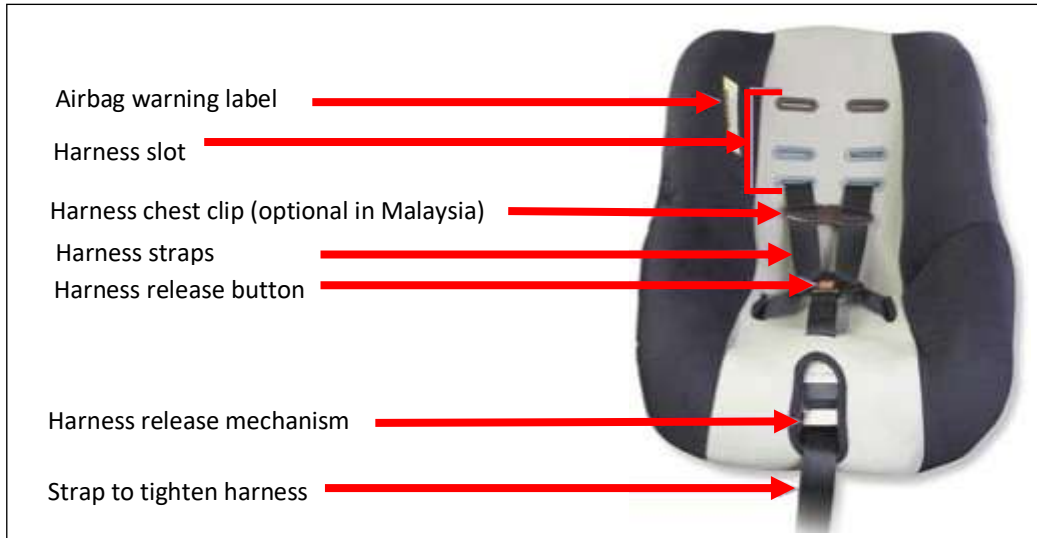 Airbag warning label
Harness slot
Harness chest clip (optional in Malaysia)
Harness straps
Harness release button
Harness release mechanism
Strap to tighten harness